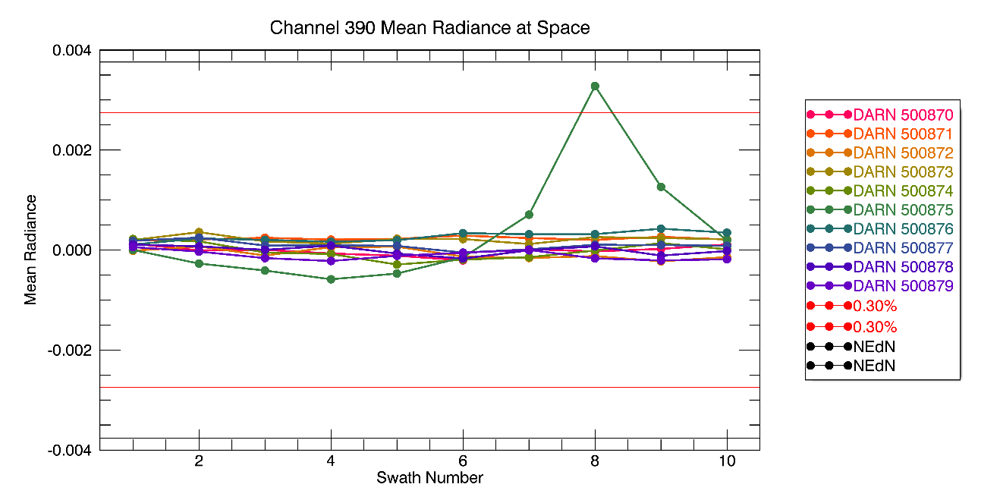 Channel 390 Mean Radiance at Space
0.004
0.002
0.000
-0.002
-0.004
Mean Radiance
2
4
6
8
10
Swath Number
DARN 500870
DARN 500871
DARN 500872
DARN 500873
DARN 500874
DARN 500875
DARN 500876
DARN 500877
DARN 500878
DARN 500879
0.30%
0.30%
NEdN
NEdN